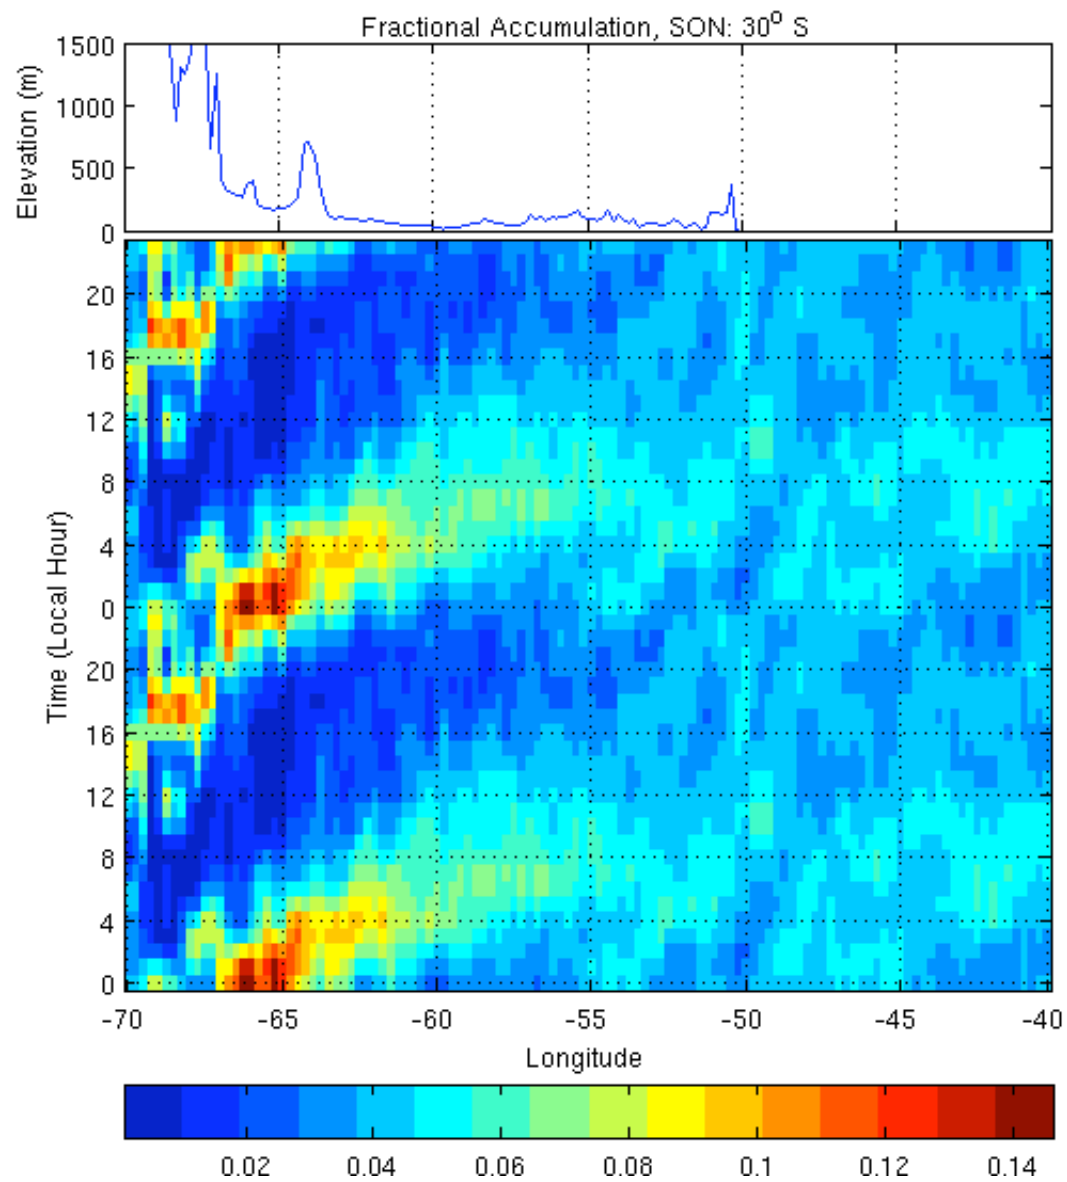 Fractional Accumulation, SON: 30° S
Elevation (m)
1500
1000
500
0
Time (Local Hour)
20
16
12
8
4
0
20
16
12
8
4
0
-70 -65 -60 -55 -50 -45 -40
Longitude
0.02 0.04 0.06 0.08 0.1 0.12 0.14